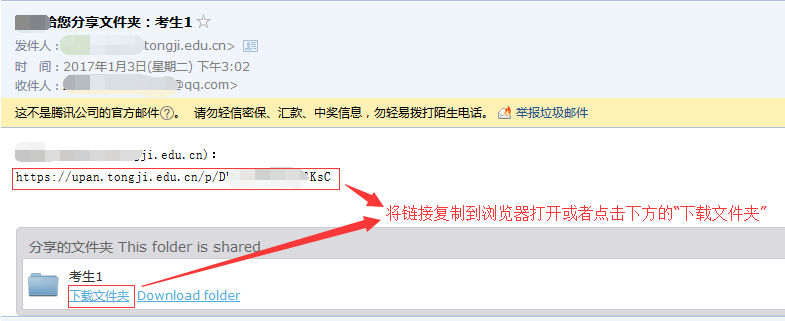 给您分享文件夹：考生1
发件人： tongji.edu.cn>
时 间：2017年1月3日(星期二) 下午3:02
收件人： @qq.com>
这不是腾讯公司的官方邮件?。 请勿轻信密保、汇款、中奖信息，勿轻易拨打陌生电话。 举报垃圾邮件
gji.edu.cn)：
https://upan.tongji.edu.cn/p/D KsC
将链接复制到浏览器打开或者点击下方的“下载文件夹”
分享的文件夹 This folder is shared
考生1
下载文件夹 Download folder